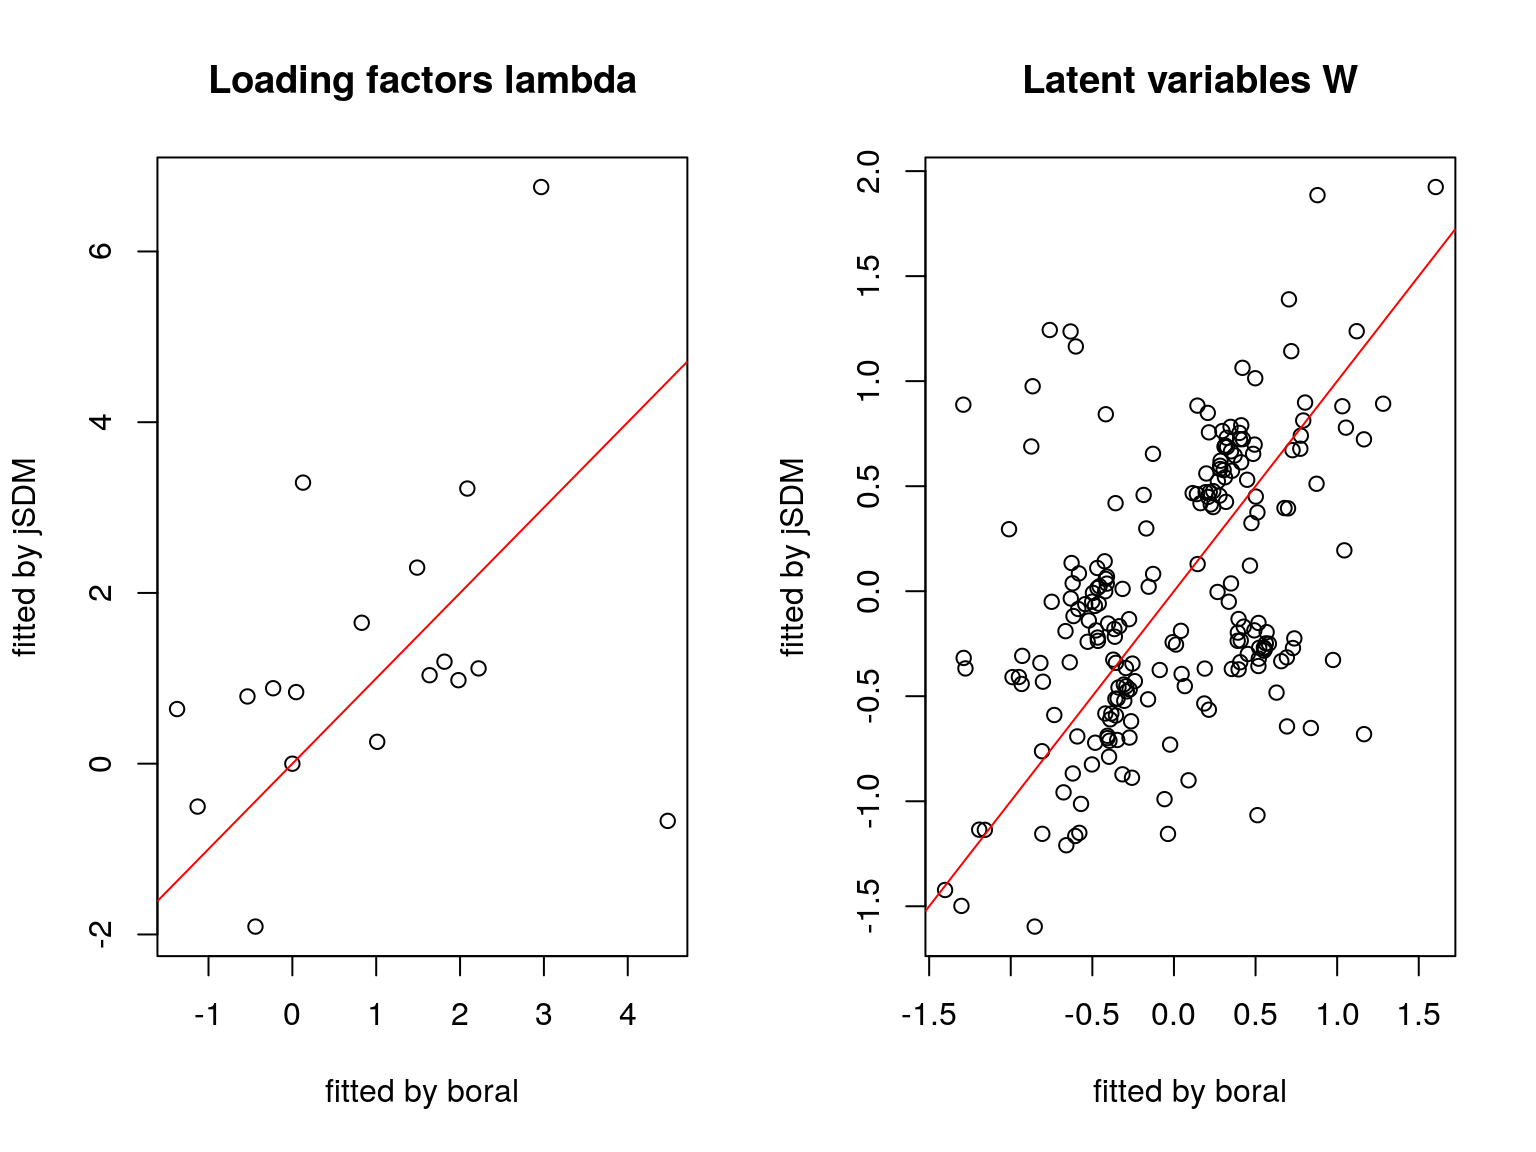 Loading factors lambda
fitted by jSDM
6
4
2
0
-2
-1 0 1 2 3 4
fitted by boral
Latent variables W
fitted by jSDM
2.0
1.5
1.0
0.5
0.0
-0.5
-1.0
-1.5
-1.5 -0.5 0.0 0.5 1.0 1.5
fitted by boral